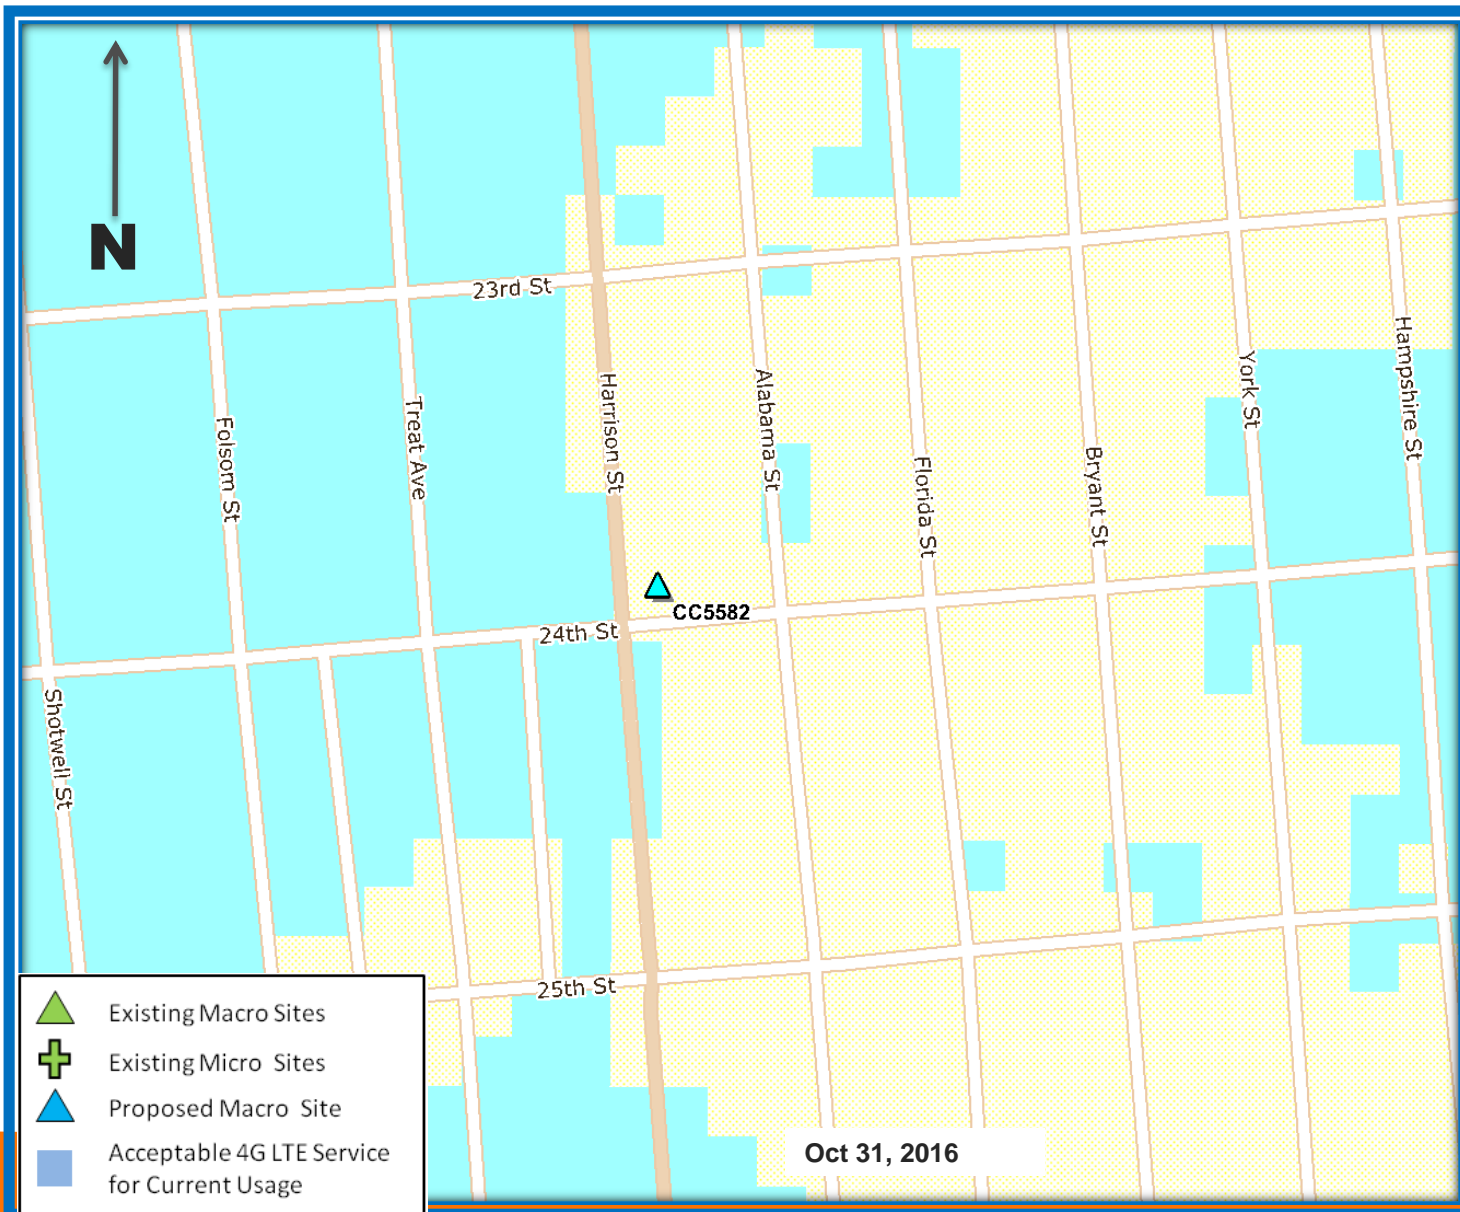 N
23rd St
Folsom St
Treat Ave
Harrison St
Alabama St
Florida St
Bryant St
York St
Hampshire St
CC5582
24th St
Shotwell St
25th St
Existing Macro Sites
Existing Micro Sites
Proposed Macro Site
Acceptable 4G LTE Service
for Current Usage
Oct 31, 2016